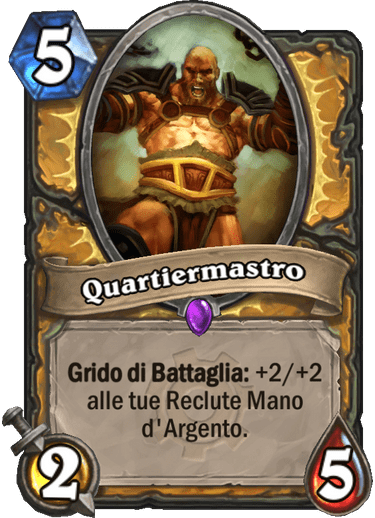 5
Quartiermastro
Grido di Battaglia: +2/+2
alle tue Reclute Mano
d'Argento.
2
5